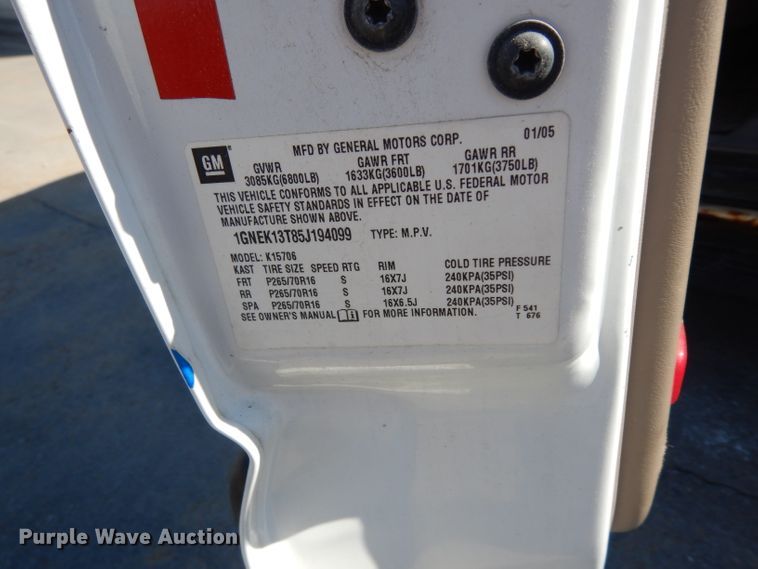 MFD BY GENERAL MOTORS CORP. 01/05
GM
GVWR GAWR FRT GAWR RR
3085KG(6800LB) 1633KG(3600LB) 1701KG(3750LB)
THIS VEHICLE CONFORMS TO ALL APPLICABLE U.S. FEDERAL MOTOR
VEHICLE SAFETY STANDARDS IN EFFECT ON THE DATE OF
MANUFACTURE SHOWN ABOVE.
1GNEK13T85J194099 TYPE: M.P.V.
MODEL: K15706
KAST TIRE SIZE SPEED RTG RIM COLD TIRE PRESSURE
FRT P265/70R16 S 16X7J 240KPA(35PSI)
RR P265/70R16 S 16X7J 240KPA(35PSI)
SPA P265/70R16 S 16X6.5J 240KPA(35PSI)
SEE OWNER'S MANUAL FOR MORE INFORMATION.
F 541
T 676
Purple Wave Auction